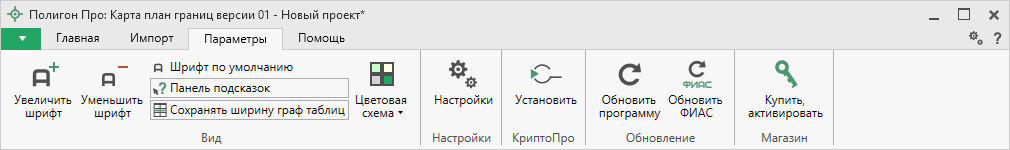 Полигон Про: Карта план границ версии 01 - Новый проект*
Главная Импорт Параметры Помощь
?
Увеличить шрифт
Уменьшить шрифт
Шрифт по умолчанию
Панель подсказок
Сохранять ширину граф таблиц
Цветовая схема
Настройки
Установить
Обновить программу
ФИАС
Обновить ФИАС
Купить, активировать
Вид Настройки КриптоПро Обновление Магазин